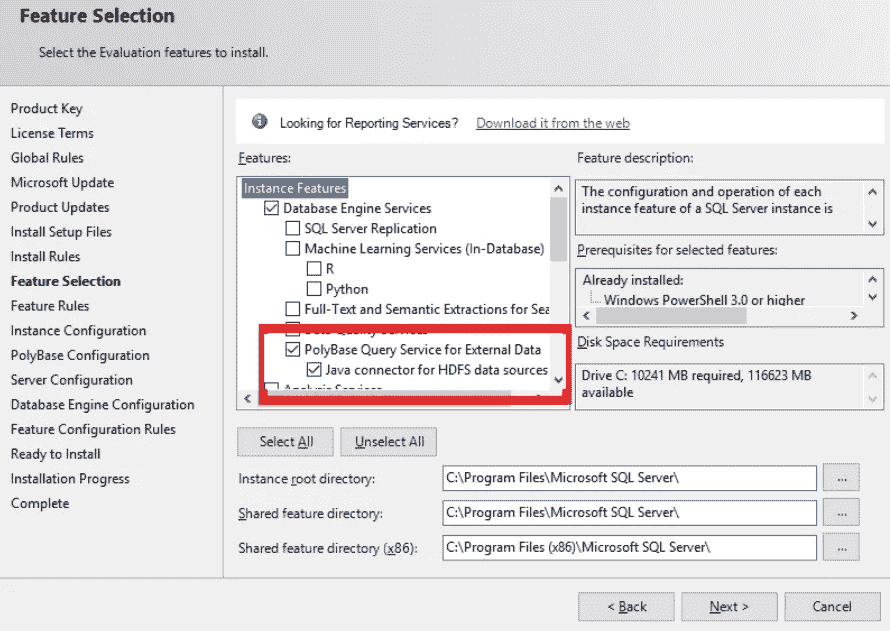 Feature Selection
Select the Evaluation features to install.
Product Key
License Terms
Global Rules
Microsoft Update
Product Updates
Install Setup Files
Install Rules
Feature Selection
Feature Rules
Instance Configuration
PolyBase Configuration
Server Configuration
Database Engine Configuration
Feature Configuration Rules
Ready to Install
Installation Progress
Complete
Looking for Reporting Services? Download it from the web
Features:
Instance Features
Database Engine Services
SQL Server Replication
Machine Learning Services (In-Database)
R
Python
Full-Text and Semantic Extractions for Sea
PolyBase Query Service for External Data
Java connector for HDFS data sources
Feature description:
The configuration and operation of each
instance feature of a SQL Server instance is
Prerequisites for selected features:
Already installed:
Windows PowerShell 3.0 or higher
Disk Space Requirements
Drive C: 10241 MB required, 116623 MB
available
Select All
Unselect All
Instance root directory:
C:\Program Files\Microsoft SQL Server\
...
Shared feature directory:
C:\Program Files\Microsoft SQL Server\
...
Shared feature directory (x86):
C:\Program Files (x86)\Microsoft SQL Server\
...
< Back
Next >
Cancel